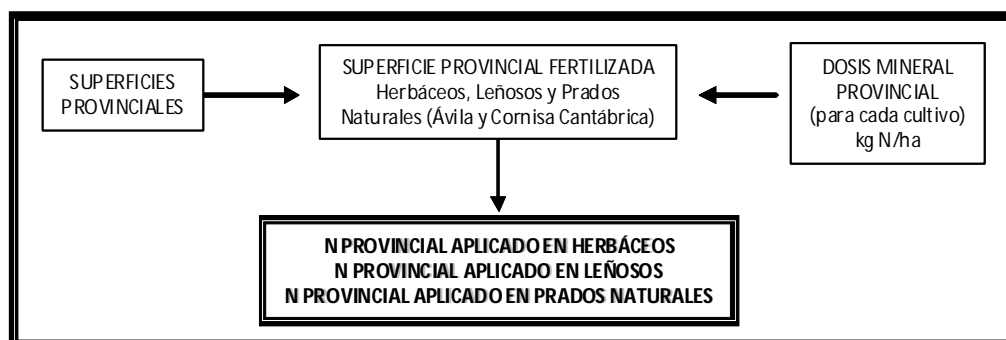 SUPERFICIES
PROVINCIALES
SUPERFICIE PROVINCIAL FERTILIZADA
Herbáceos, Leñosos y Prados
Naturales (Ávila y Cornisa Cantábrica)
DOSIS MINERAL
PROVINCIAL
(para cada cultivo)
kg N/ha
N PROVINCIAL APLICADO EN HERBÁCEOS
N PROVINCIAL APLICADO EN LEÑOSOS
N PROVINCIAL APLICADO EN PRADOS NATURALES